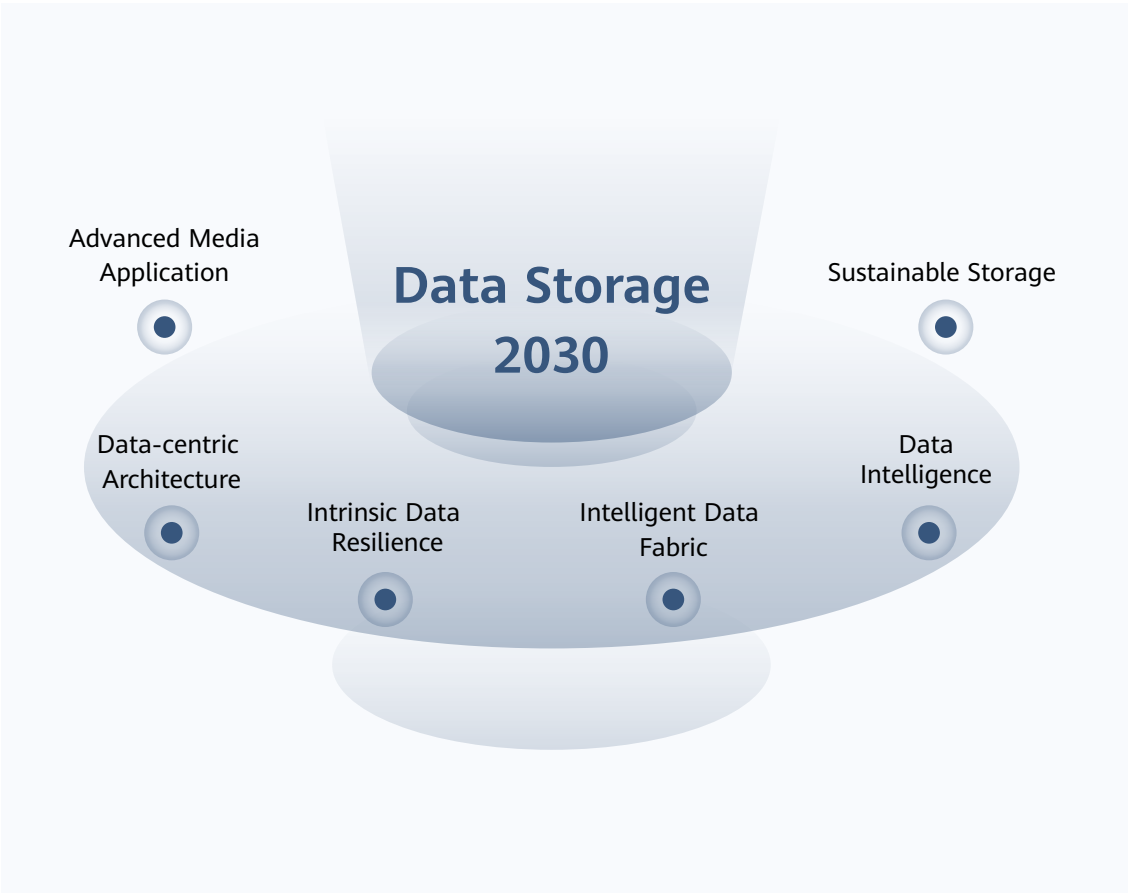 Data Storage
2030
Advanced Media
Application
Data-centric
Architecture
Intrinsic Data
Resilience
Intelligent Data
Fabric
Data
Intelligence
Sustainable Storage